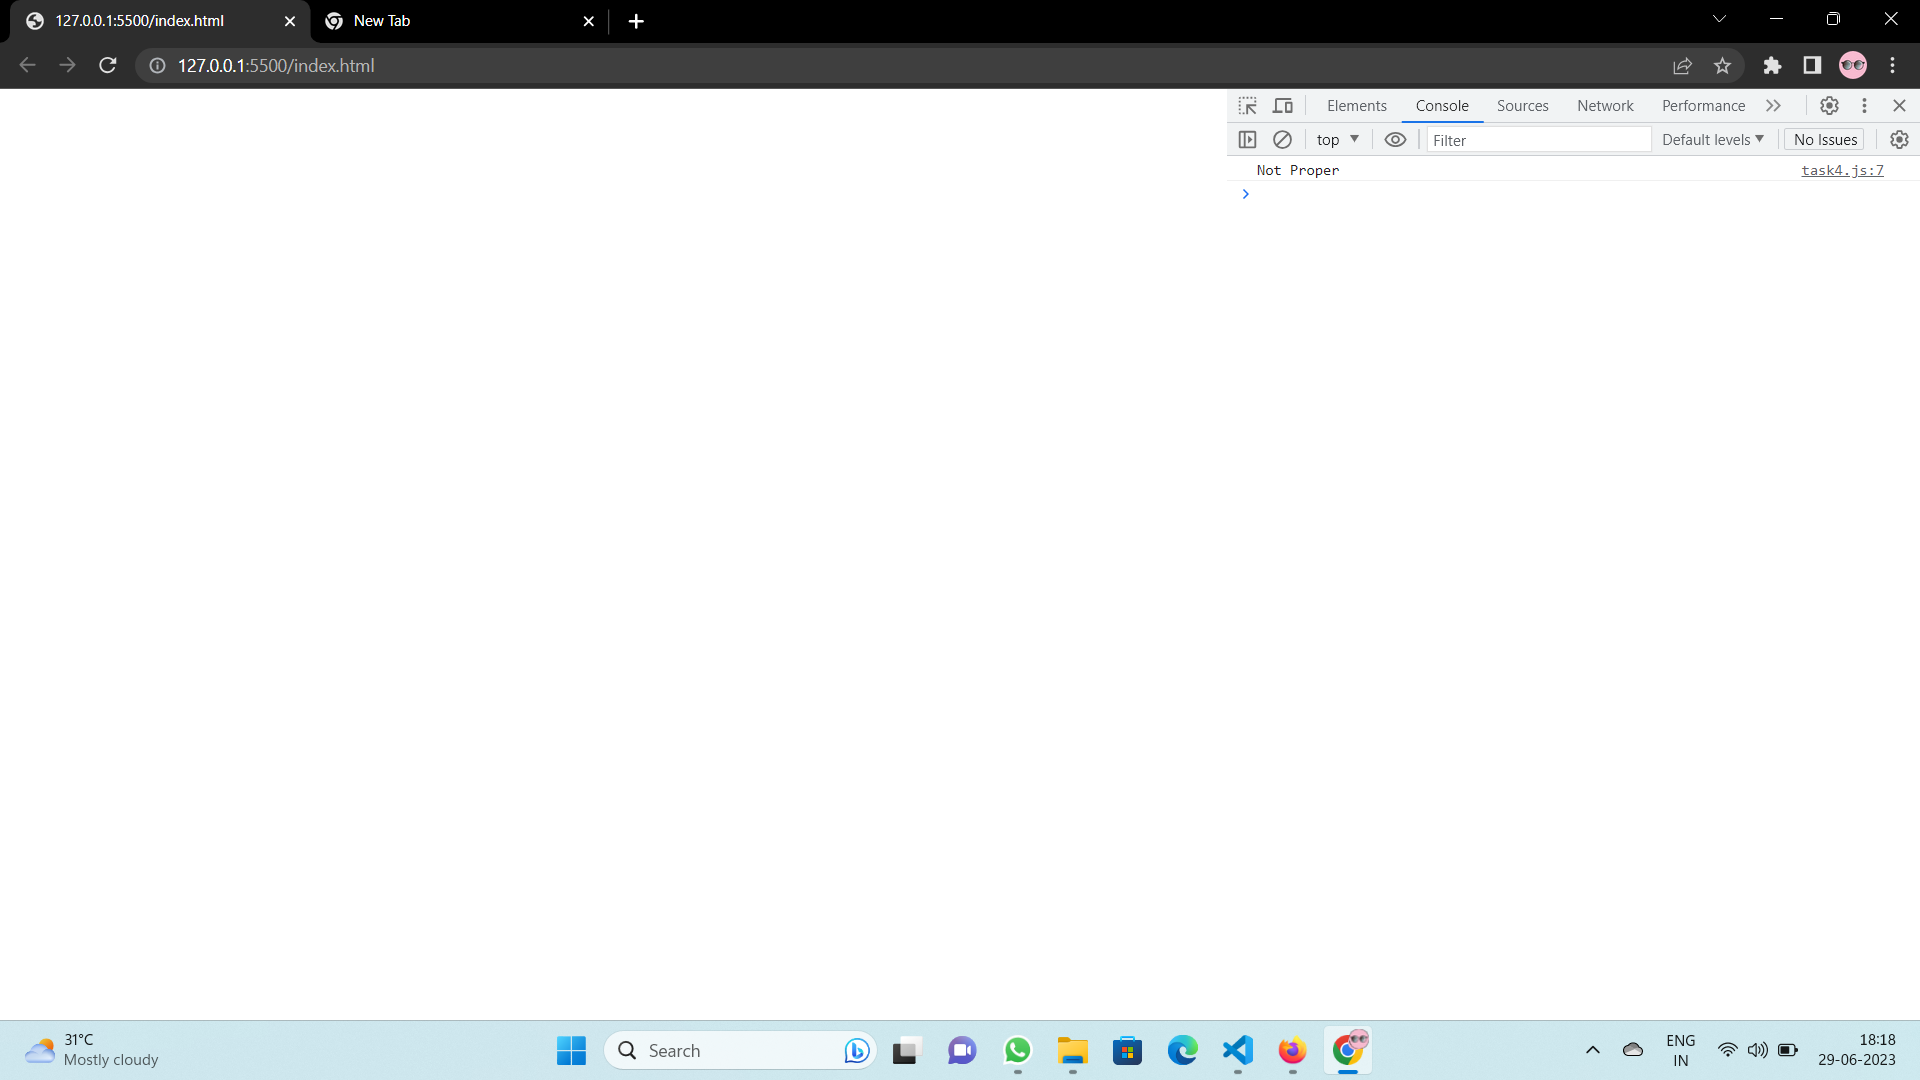 127.0.0.1:5500/index.html
New Tab
127.0.0.1:5500/index.html
Elements Console Sources Network Performance
top Filter Default levels No Issues
Not Proper task4.js:7
31°C
Mostly cloudy
Search
ENG
IN
18:18
29-06-2023